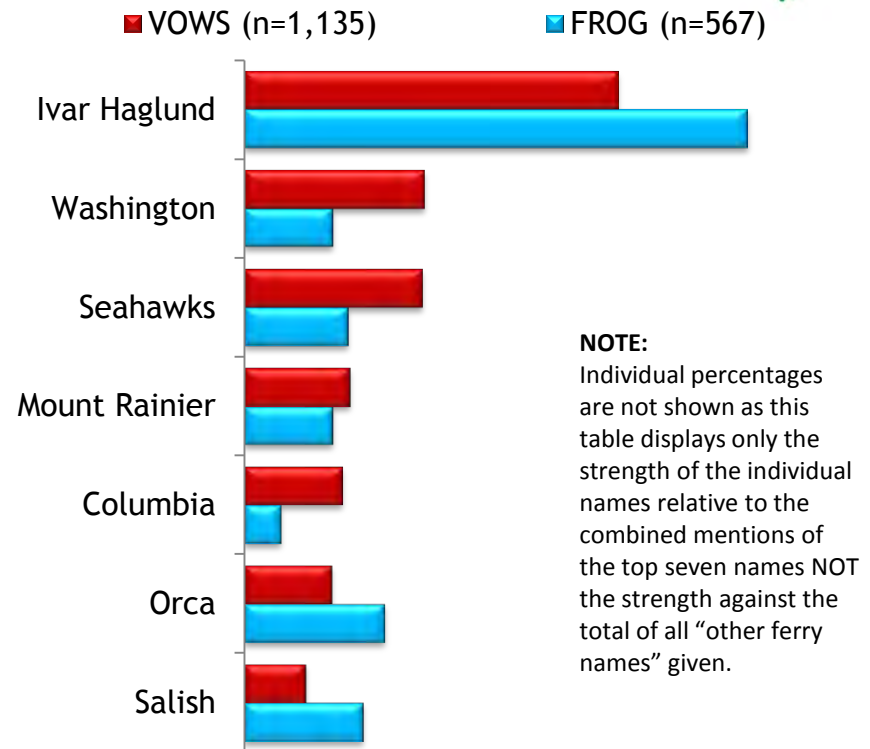 VOWS (n=1,135) FROG (n=567)
Ivar Haglund
Washington
Seahawks
Mount Rainier
Columbia
Orca
Salish
NOTE:
Individual percentages
are not shown as this
table displays only the
strength of the individual
names relative to the
combined mentions of
the top seven names NOT
the strength against the
total of all “other ferry
names” given.